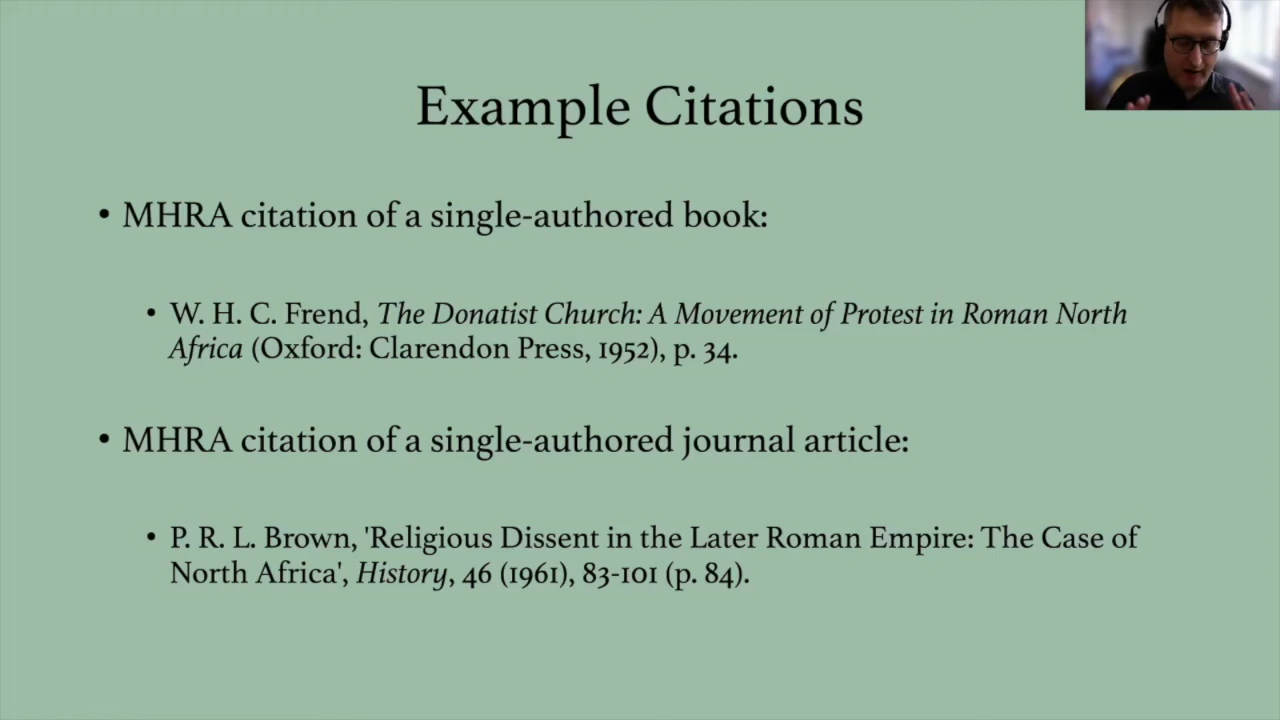 Example Citations
• MHRA citation of a single-authored book:
• W. H. C. Frend, The Donatist Church: A Movement of Protest in Roman North
Africa (Oxford: Clarendon Press, 1952), p. 34.
• MHRA citation of a single-authored journal article:
• P. R. L. Brown, 'Religious Dissent in the Later Roman Empire: The Case of
North Africa', History, 46 (1961), 83-101 (p. 84).